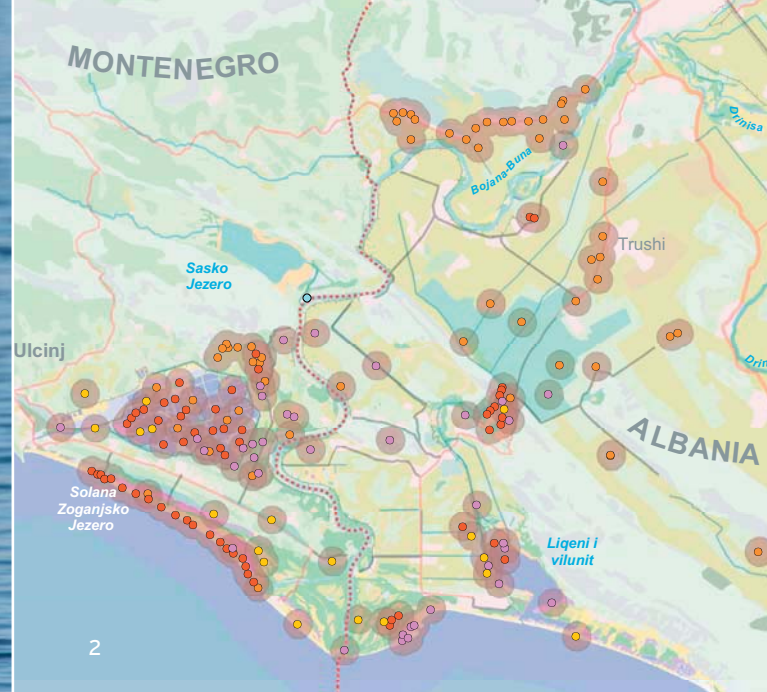 MONTENEGRO
Drinisa
Bojana-Buna
Trushi
Sasko
Jezero
Ulcinj
Drin
ALBANIA
Solana
Zoganjsko
Jezero
Liqeni i
vilunit
2